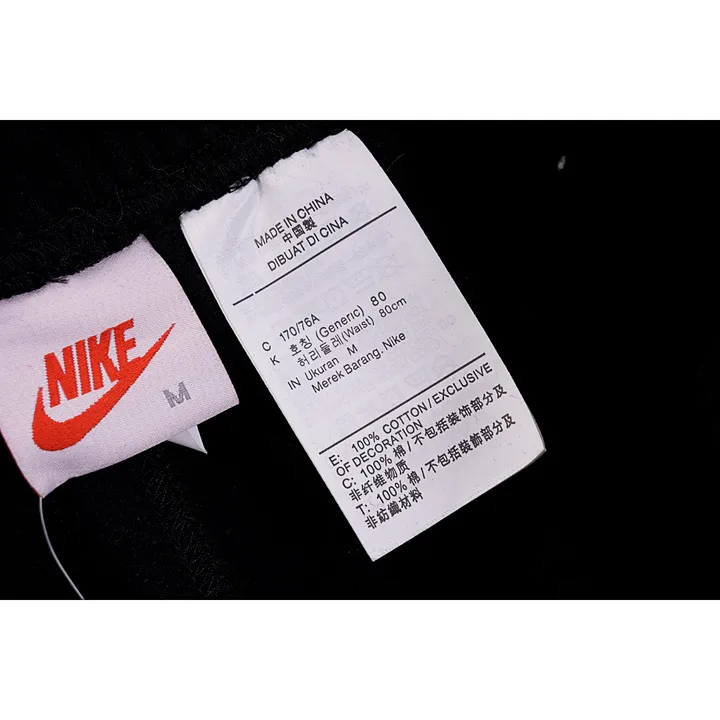 NIKE
M
MADE IN CHINA
中国製
DIBUAT DI CINA
C 170/76A
K 호칭 (Generic) 80
허리둘레(Waist) 80cm
IN Ukuran M
Merek Barang. Nike
E: 100% COTTON / EXCLUSIVE
OF DECORATION
C: 100% 棉 / 不包括装饰部分及
非纤维物质
T: 100% 棉 / 不包括裝飾部分及
非紡織材料